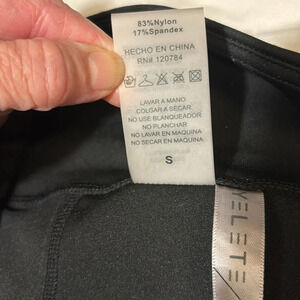 83%Nylon
17%Spandex
HECHO EN CHINA
RN# 120784
LAVAR A MANO
COLGAR A SECAR
NO USE BLANQUEADOR
NO PLANCHAR
NO LAVAR EN MAQUINA
NO SECAR EN MAQUINA
S
VELETE